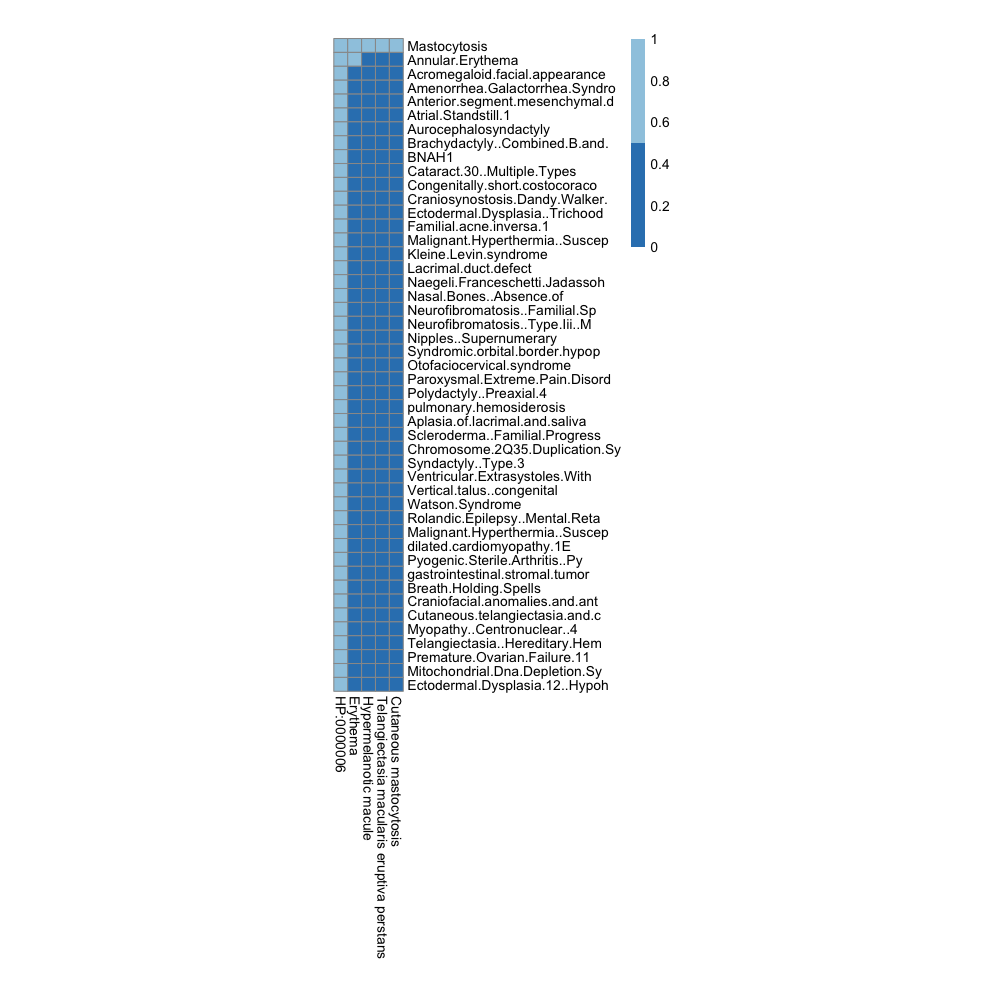 Mastocytosis
Annular.Erythema
Acromegaloid.facial.appearance
Amenorrhea.Galactorrhea.Syndro
Anterior.segment.mesenchymal.d
Atrial.Standstill.1
Aurocephalosyndactyly
Brachydactyly..Combined.B.and.
BNAH1
Cataract.30..Multiple.Types
Congenitally.short.costocoraco
Craniosynostosis.Dandy.Walker.
Ectodermal.Dysplasia..Trichood
Familial.acne.inversa.1
Malignant.Hyperthermia..Suscep
Kleine.Levin.syndrome
Lacrimal.duct.defect
Naegeli.Franceschetti.Jadassoh
Nasal.Bones..Absence.of
Neurofibromatosis..Familial.Sp
Neurofibromatosis..Type.Iii..M
Nipples..Supernumerary
Syndromic.orbital.border.hypop
Otofaciocervical.syndrome
Paroxysmal.Extreme.Pain.Disord
Polydactyly..Preaxial.4
pulmonary.hemosiderosis
Aplasia.of.lacrimal.and.saliva
Scleroderma..Familial.Progress
Chromosome.2Q35.Duplication.Sy
Syndactyly..Type.3
Ventricular.Extrasystoles.With
Vertical.talus..congenital
Watson.Syndrome
Rolandic.Epilepsy..Mental.Reta
Malignant.Hyperthermia..Suscep
dilated.cardiomyopathy.1E
Pyogenic.Sterile.Arthritis..Py
gastrointestinal.stromal.tumor
Breath.Holding.Spells
Craniofacial.anomalies.and.ant
Cutaneous.telangiectasia.and.c
Myopathy..Centronuclear..4
Telangiectasia..Hereditary.Hem
Premature.Ovarian.Failure.11
Mitochondrial.Dna.Depletion.Sy
Ectodermal.Dysplasia.12..Hypoh
1
0.8
0.6
0.4
0.2
0
HP:0000006
Erythema
Hypermelanotic macule
Telangiectasia macularis eruptiva perstans
Cutaneous mastocytosis